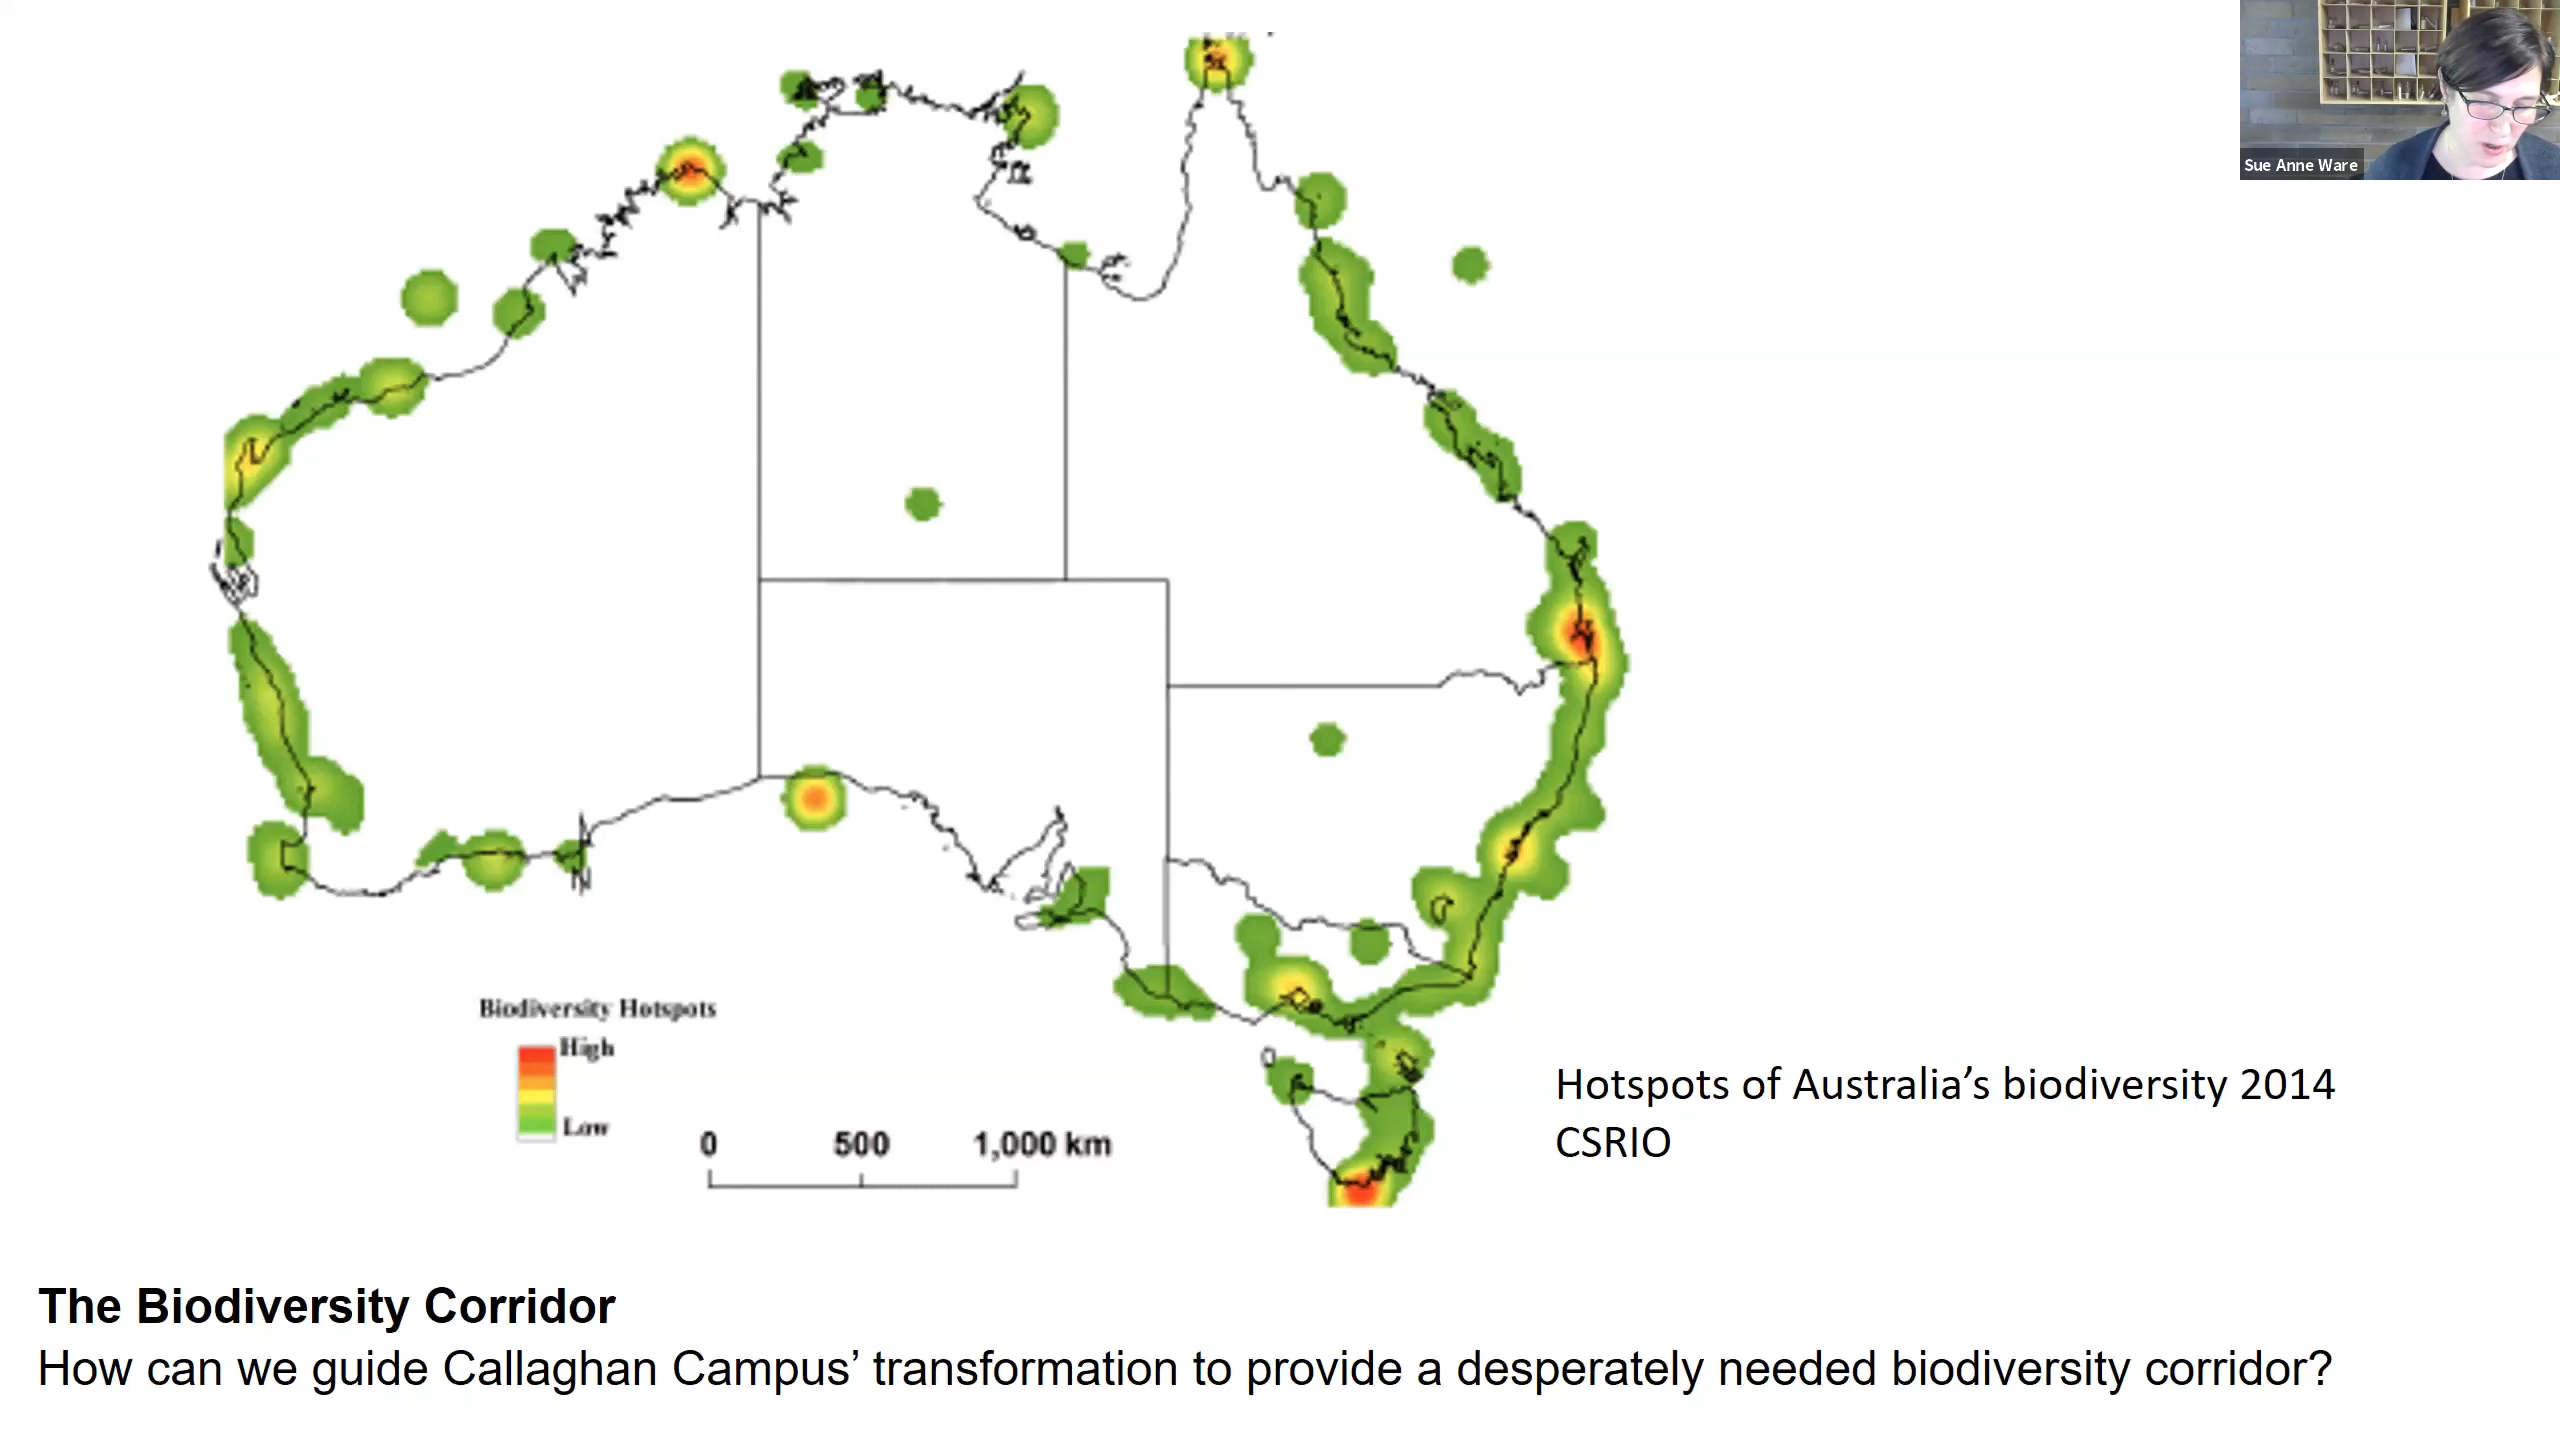 Sue Anne Ware
Biodiversity Hotspots
High
Low
0 500 1,000 km
Hotspots of Australia’s biodiversity 2014
CSRIO
The Biodiversity Corridor
How can we guide Callaghan Campus’ transformation to provide a desperately needed biodiversity corridor?